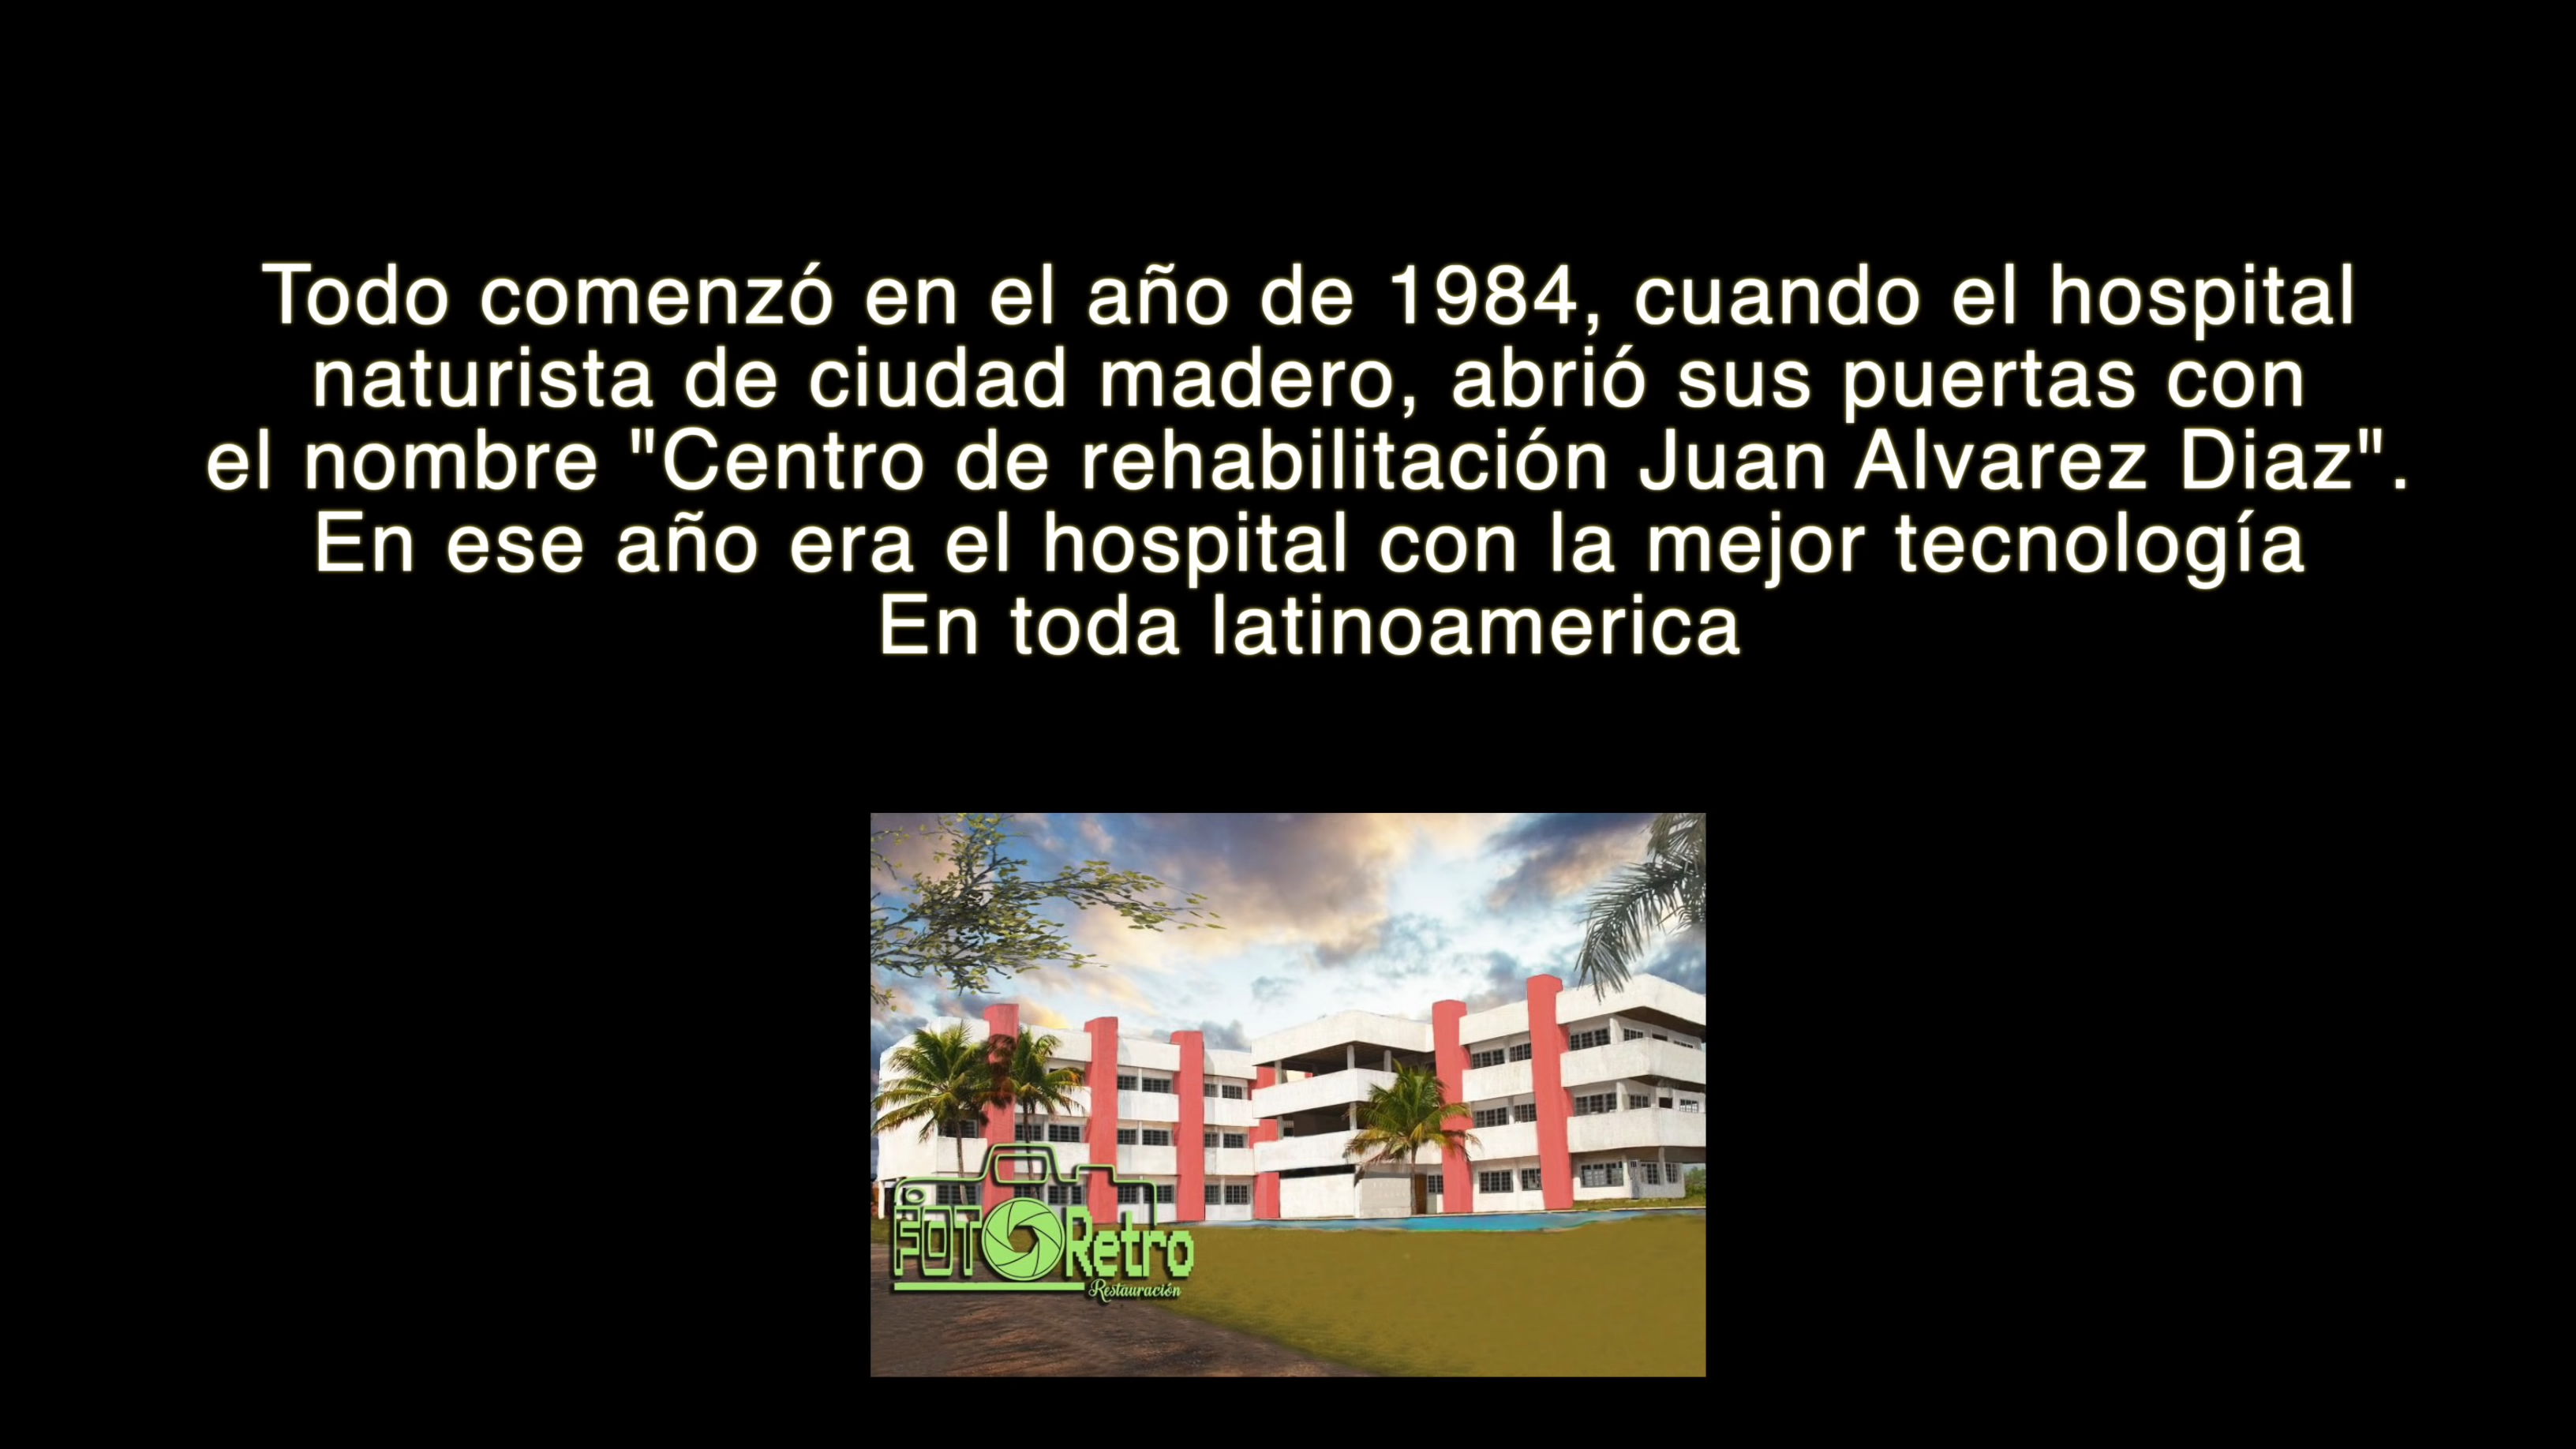 Todo comenzó en el año de 1984, cuando el hospital
naturista de ciudad madero, abrió sus puertas con
el nombre "Centro de rehabilitación Juan Alvarez Diaz".
En ese año era el hospital con la mejor tecnología
En toda latinoamerica
FOTORetro
Restauración